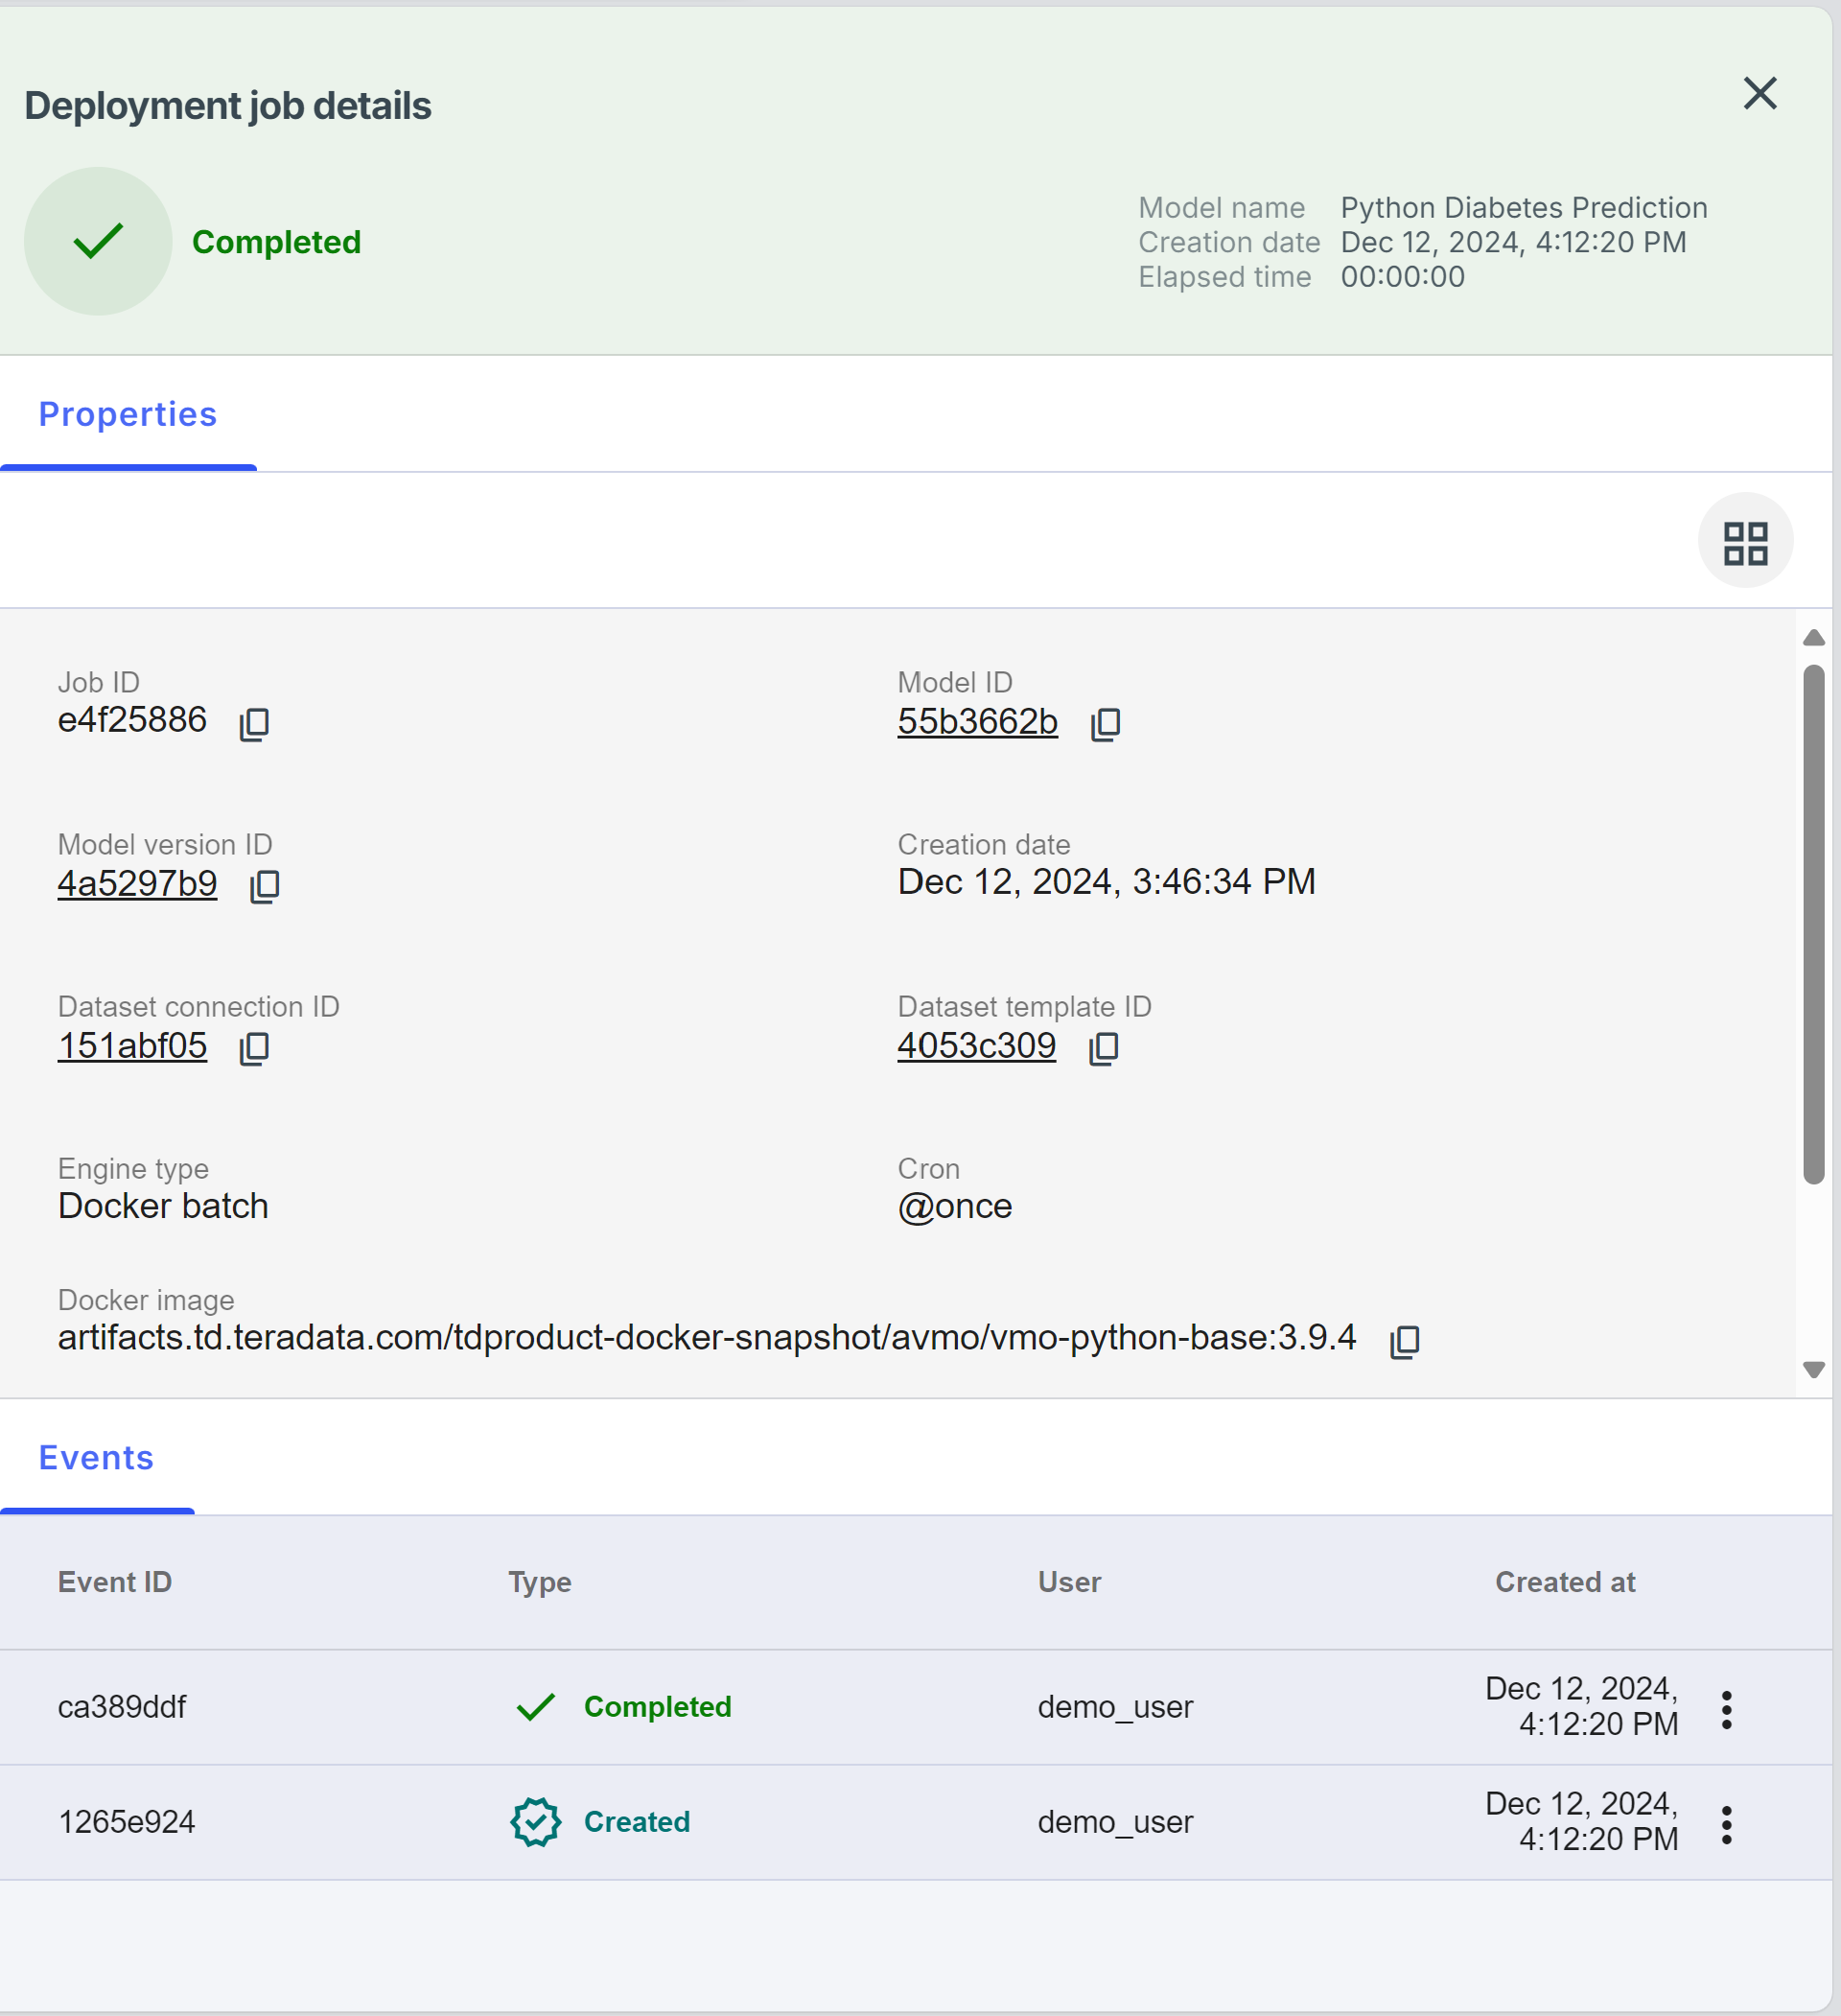 Deployment job details
Completed
Model name Python Diabetes Prediction
Creation date Dec 12, 2024, 4:12:20 PM
Elapsed time 00:00:00
Properties
Job ID
e4f25886
Model ID
55b3662b
Model version ID
4a5297b9
Creation date
Dec 12, 2024, 3:46:34 PM
Dataset connection ID
151abf05
Dataset template ID
4053c309
Engine type
Docker batch
Cron
@once
Docker image
artifacts.td.teradata.com/tdproduct-docker-snapshot/avmo/vmo-python-base:3.9.4
Events
Event ID Type User Created at
ca389ddf Completed demo_user Dec 12, 2024,
4:12:20 PM
1265e924 Created demo_user Dec 12, 2024,
4:12:20 PM